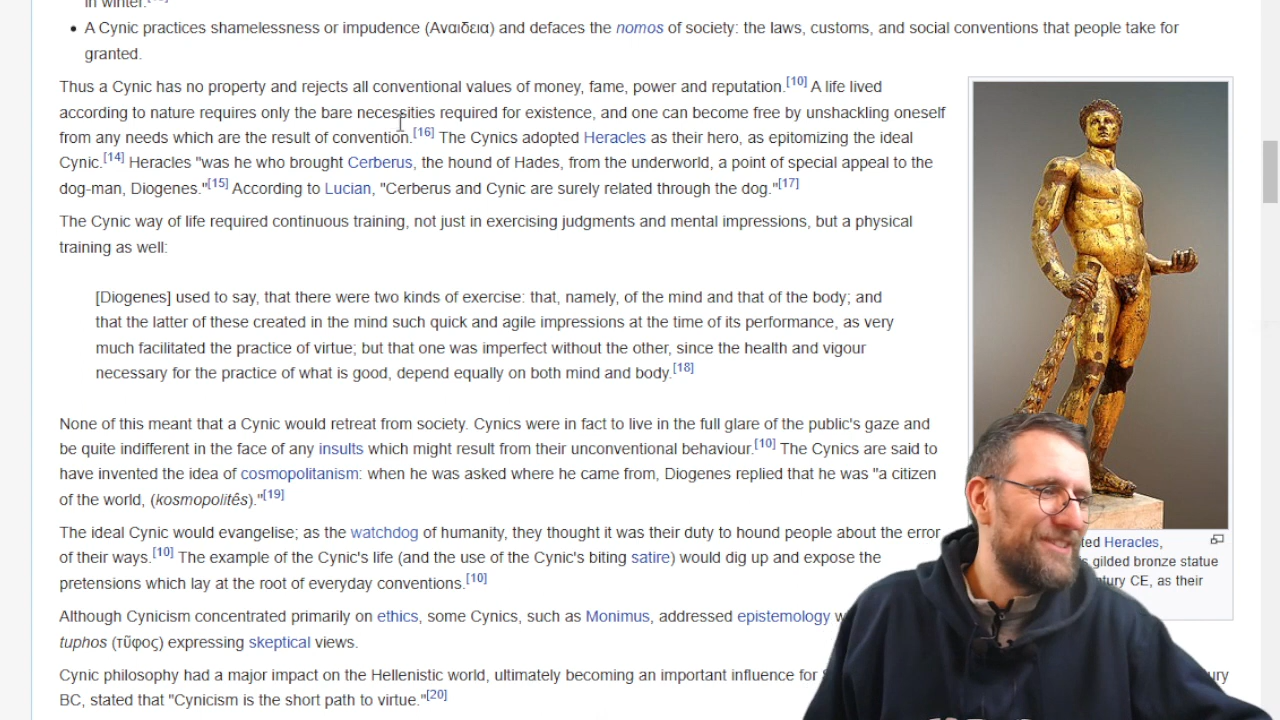 in winter.
• A Cynic practices shamelessness or impudence (Αναιδεια) and defaces the nomos of society: the laws, customs, and social conventions that people take for
granted.
Thus a Cynic has no property and rejects all conventional values of money, fame, power and reputation.[10] A life lived
according to nature requires only the bare necessities required for existence, and one can become free by unshackling oneself
from any needs which are the result of convention.[16] The Cynics adopted Heracles as their hero, as epitomizing the ideal
Cynic.[14] Heracles "was he who brought Cerberus, the hound of Hades, from the underworld, a point of special appeal to the
dog-man, Diogenes."[15] According to Lucian, "Cerberus and Cynic are surely related through the dog."[17]
The Cynic way of life required continuous training, not just in exercising judgments and mental impressions, but a physical
training as well:
[Diogenes] used to say, that there were two kinds of exercise: that, namely, of the mind and that of the body; and
that the latter of these created in the mind such quick and agile impressions at the time of its performance, as very
much facilitated the practice of virtue; but that one was imperfect without the other, since the health and vigour
necessary for the practice of what is good, depend equally on both mind and body.[18]
None of this meant that a Cynic would retreat from society. Cynics were in fact to live in the full glare of the public's gaze and
be quite indifferent in the face of any insults which might result from their unconventional behaviour.[10] The Cynics are said to
have invented the idea of cosmopolitanism: when he was asked where he came from, Diogenes replied that he was "a citizen
of the world, (kosmopolitês)."[19]
The ideal Cynic would evangelise; as the watchdog of humanity, they thought it was their duty to hound people about the error
of their ways.[10] The example of the Cynic's life (and the use of the Cynic's biting satire) would dig up and expose the
pretensions which lay at the root of everyday conventions.[10]
Although Cynicism concentrated primarily on ethics, some Cynics, such as Monimus, addressed epistemology
tuphos (τῦφος) expressing skeptical views.
Cynic philosophy had a major impact on the Hellenistic world, ultimately becoming an important influence for
BC, stated that "Cynicism is the short path to virtue."[20]
Heracles,
gilded bronze statue
CE, as their